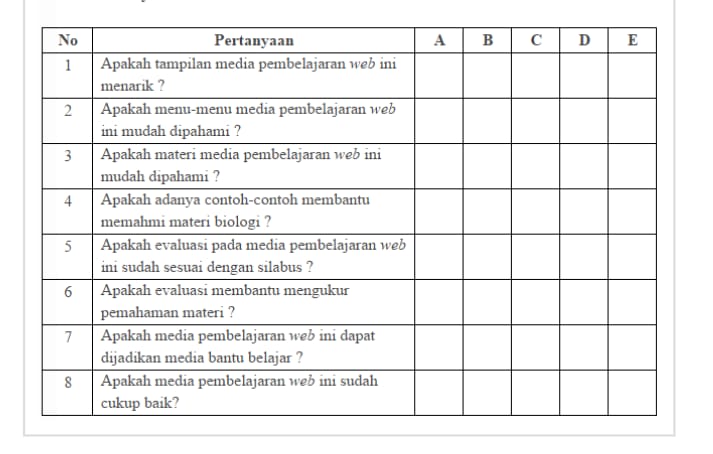 No Pertanyaan A B C D E
1 Apakah tampilan media pembelajaran web ini
menarik ?
2 Apakah menu-menu media pembelajaran web
ini mudah dipahami ?
3 Apakah materi media pembelajaran web ini
mudah dipahami ?
4 Apakah adanya contoh-contoh membantu
memahmi materi biologi ?
5 Apakah evaluasi pada media pembelajaran web
ini sudah sesuai dengan silabus ?
6 Apakah evaluasi membantu mengukur
pemahaman materi ?
7 Apakah media pembelajaran web ini dapat
dijadikan media bantu belajar ?
8 Apakah media pembelajaran web ini sudah
cukup baik?